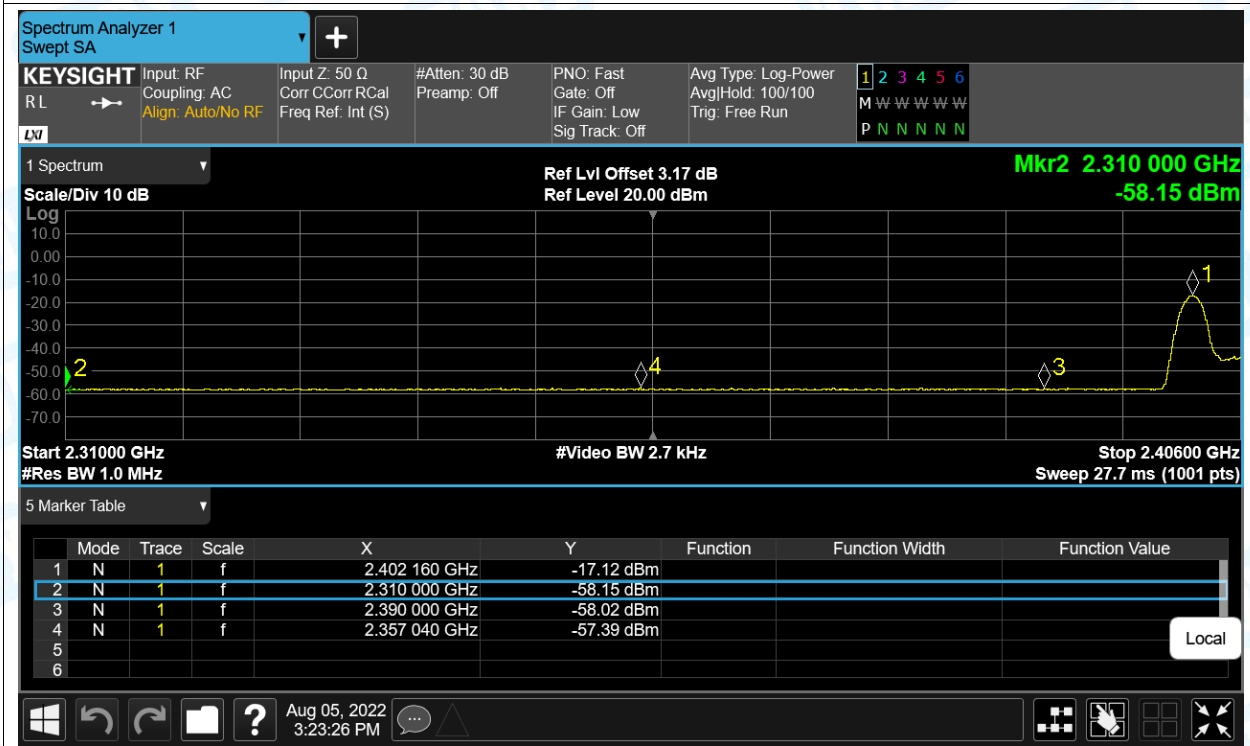 Spectrum Analyzer 1
Swept SA
KEYSIGHT
RL
LXI
Input: RF
Coupling: AC
Align: Auto/No RF
Input Z: 50 Ω
Corr CCorr RCal
Freq Ref: Int (S)
#Atten: 30 dB
Preamp: Off
PNO: Fast
Gate: Off
IF Gain: Low
Sig Track: Off
Avg Type: Log-Power
Avg|Hold: 100/100
Trig: Free Run
1 2 3 4 5 6
M W W W W W
P N N N N N
1 Spectrum
Scale/Div 10 dB
Ref Lvl Offset 3.17 dB
Ref Level 20.00 dBm
Mkr2 2.310 000 GHz
-58.15 dBm
Log
10.0
0.00
-10.0
-20.0
-30.0
-40.0
-50.0
-60.0
-70.0
1
2
4
3
Start 2.31000 GHz
#Video BW 2.7 kHz
Stop 2.40600 GHz
#Res BW 1.0 MHz
Sweep 27.7 ms (1001 pts)
5 Marker Table
Mode Trace Scale X Y Function Function Width Function Value
1 N 1 f 2.402 160 GHz -17.12 dBm
2 N 1 f 2.310 000 GHz -58.15 dBm
3 N 1 f 2.390 000 GHz -58.02 dBm
4 N 1 f 2.357 040 GHz -57.39 dBm
5
6
Local
?
Aug 05, 2022
3:23:26 PM